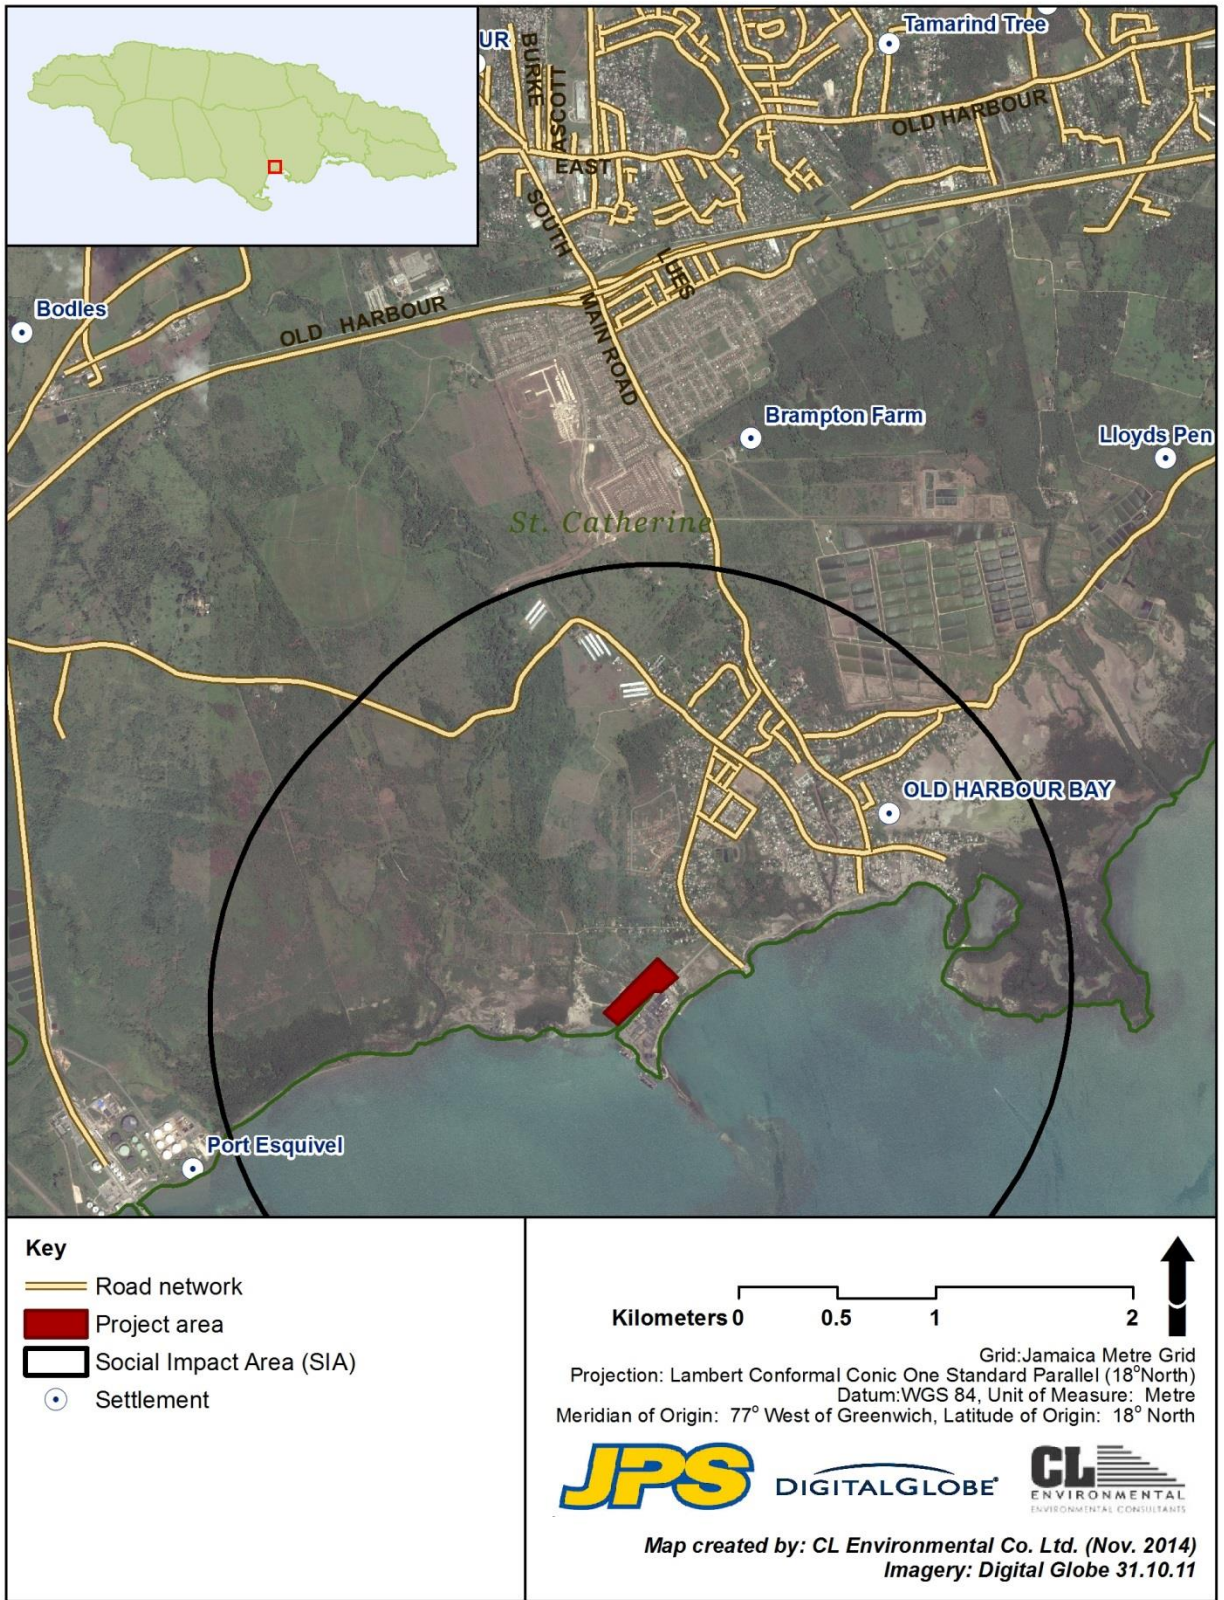 Tamarind Tree
UR
BURKE
ASCOTT
OLD HARBOUR
EAST
SOUTH
LUES
Bodles
OLD HARBOUR
MAIN ROAD
Brampton Farm
Lloyds Pen
St. Catherine
OLD HARBOUR BAY
Port Esquivel
Key
Road network
Project area
Social Impact Area (SIA)
Settlement
Kilometers 0 0.5 1 2
Grid:Jamaica Metre Grid
Projection: Lambert Conformal Conic One Standard Parallel (18°North)
Datum:WGS 84, Unit of Measure: Metre
Meridian of Origin: 77° West of Greenwich, Latitude of Origin: 18° North
JPS
DIGITALGLOBE®
CL
ENVIRONMENTAL
ENVIRONMENTAL CONSULTANTS
Map created by: CL Environmental Co. Ltd. (Nov. 2014)
Imagery: Digital Globe 31.10.11